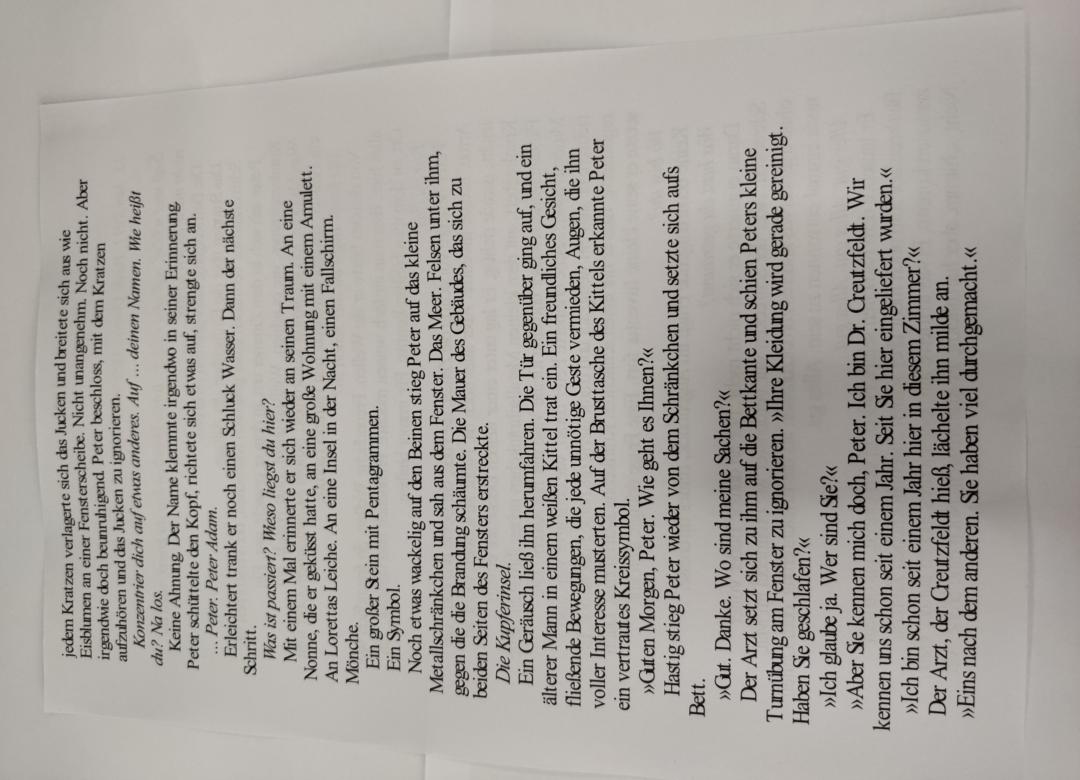 jedem Kratzen verlagerte sich das Jucken und breitete sich aus wie
Eisblumen an einer Fensterscheibe. Nicht unangenehm. Noch nicht. Aber
irgendwie doch beunruhigend. Peter beschloss, mit dem Kratzen
aufzuhören und das Jucken zu ignorieren.
Konzentrier dich auf etwas anderes. Auf ... deinen Namen. Wie heißt
du? Na los.
Keine Ahnung. Der Name klemmte irgendwo in seiner Erinnerung.
Peter schüttelte den Kopf, richtete sich etwas auf, strengte sich an.
... Peter. Peter Adam.
Erleichtert trank er noch einen Schluck Wasser. Dann der nächste
Schritt.
Was ist passiert? Wieso liegst du hier?
Mit einem Mal erinnerte er sich wieder an seinen Traum. An eine
Nonne, die er geküsst hatte, an eine große Wohnung mit einem Amulett.
An Lorettas Leiche. An eine Insel in der Nacht, einen Fallschirm.
Mönche.
Ein großer Stein mit Pentagrammen.
Ein Symbol.
Noch etwas wackelig auf den Beinen stieg Peter auf das kleine
Metallschränkchen und sah aus dem Fenster. Das Meer. Felsen unter ihm,
gegen die die Brandung schäumte. Die Mauer des Gebäudes, das sich zu
beiden Seiten des Fensters erstreckte.
Die Kupferinsel.
Ein Geräusch ließ ihn herumfahren. Die Tür gegenüber ging auf, und ein
älterer Mann in einem weißen Kittel trat ein. Ein freundliches Gesicht,
fließende Bewegungen, die jede unnötige Geste vermieden, Augen, die ihn
voller Interesse musterten. Auf der Brusttasche des Kittels erkannte Peter
ein vertrautes Kreissymbol.
»Guten Morgen, Peter. Wie geht es Ihnen?«
Hastig stieg Peter wieder von dem Schränkchen und setzte sich aufs
Bett.
»Gut. Danke. Wo sind meine Sachen?«
Der Arzt setzt sich zu ihm auf die Bettkante und schien Peters kleine
Turnübung am Fenster zu ignorieren. »Ihre Kleidung wird gerade gereinigt.
Haben Sie geschlafen?«
»Ich glaube ja. Wer sind Sie?«
»Aber Sie kennen mich doch, Peter. Ich bin Dr. Creutzfeldt. Wir
kennen uns schon seit einem Jahr. Seit Sie hier eingeliefert wurden.«
»Ich bin schon seit einem Jahr hier in diesem Zimmer?«
Der Arzt, der Creutzfeldt hieß, lächelte ihn milde an.
»Eins nach dem anderen. Sie haben viel durchgemacht.«